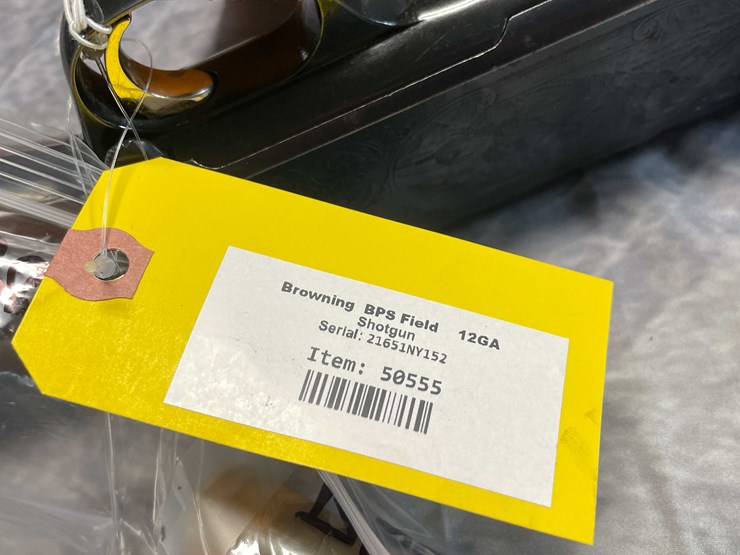 Browning BPS Field 12GA
Shotgun
Serial: 21651NY152
Item: 50555